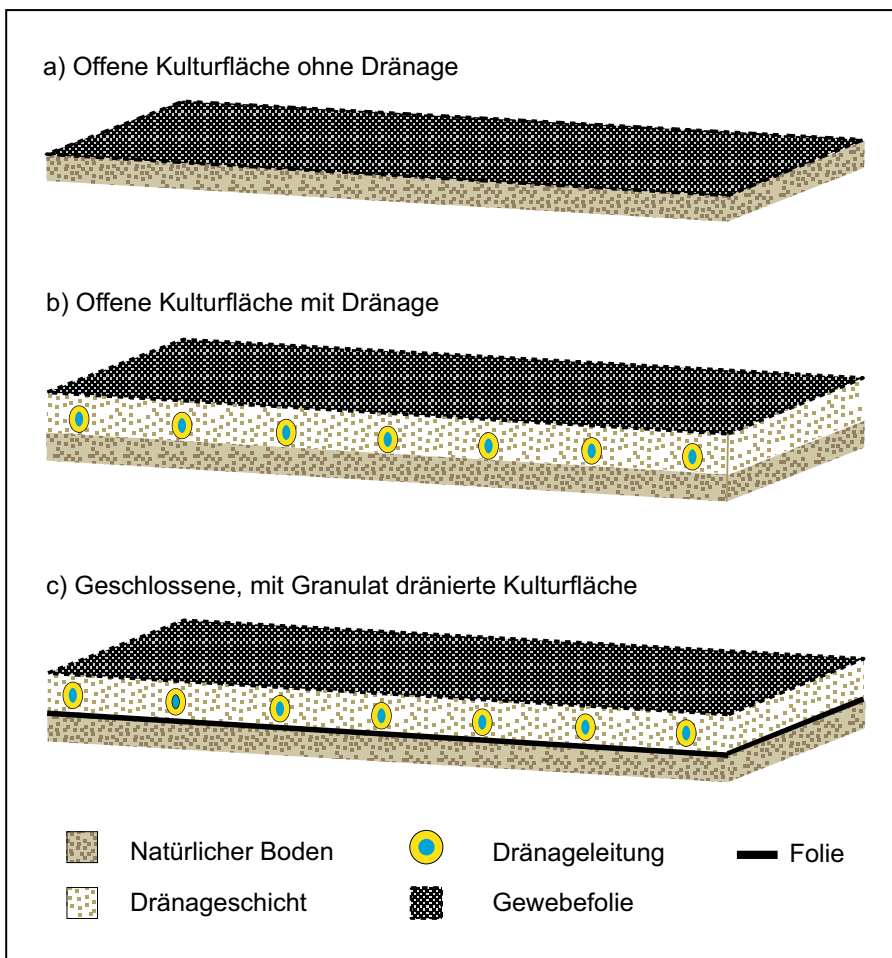 a) Offene Kulturfläche ohne Dränage
b) Offene Kulturfläche mit Dränage
c) Geschlossene, mit Granulat dränierte Kulturfläche
Natürlicher Boden
Dränageleitung
Folie
Dränageschicht
Gewebefolie